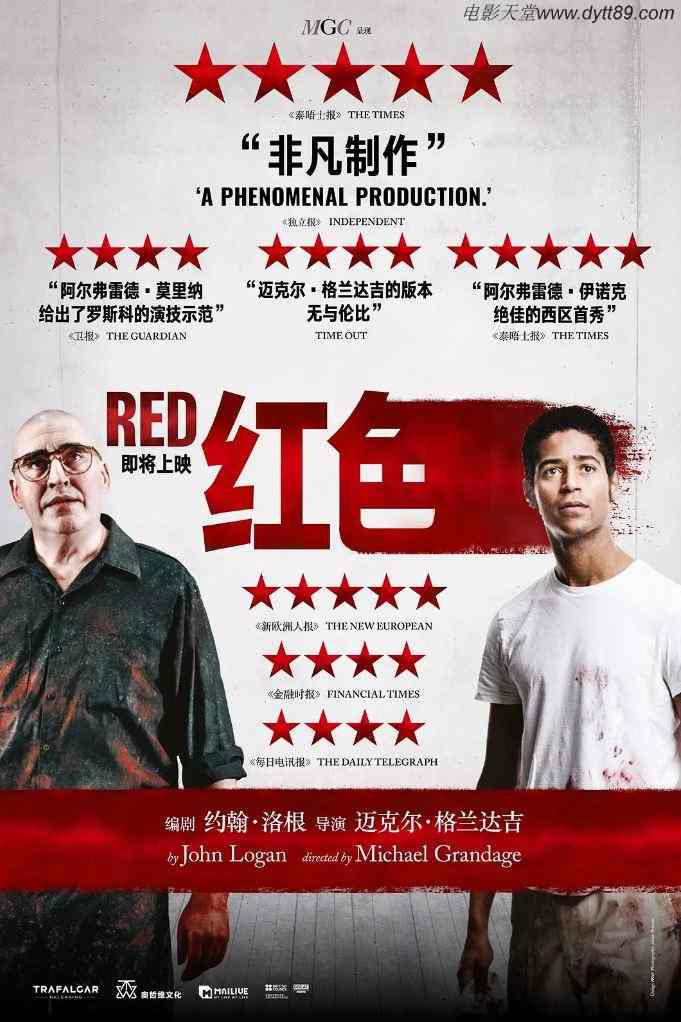 电影天堂www.dytt89.com
MGC 呈现
《泰晤士报》 THE TIMES
“非凡制作”
‘A PHENOMENAL PRODUCTION.’
《独立报》 INDEPENDENT
“阿尔弗雷德·莫里纳
给出了罗斯科的演技示范”
《卫报》 THE GUARDIAN
“迈克尔·格兰达吉的版本
无与伦比”
TIME OUT
“阿尔弗雷德·伊诺克
绝佳的西区首秀”
《泰晤士报》 THE TIMES
RED
即将上映
红色
《新欧洲人报》 THE NEW EUROPEAN
《金融时报》 FINANCIAL TIMES
《每日电讯报》 THE DAILY TELEGRAPH
编剧 约翰·洛根 导演 迈克尔·格兰达吉
by John Logan directed by Michael Grandage
TRAFALGAR
RELEASING
奥哲维文化
MAILIVE
BRITISH
COUNCIL